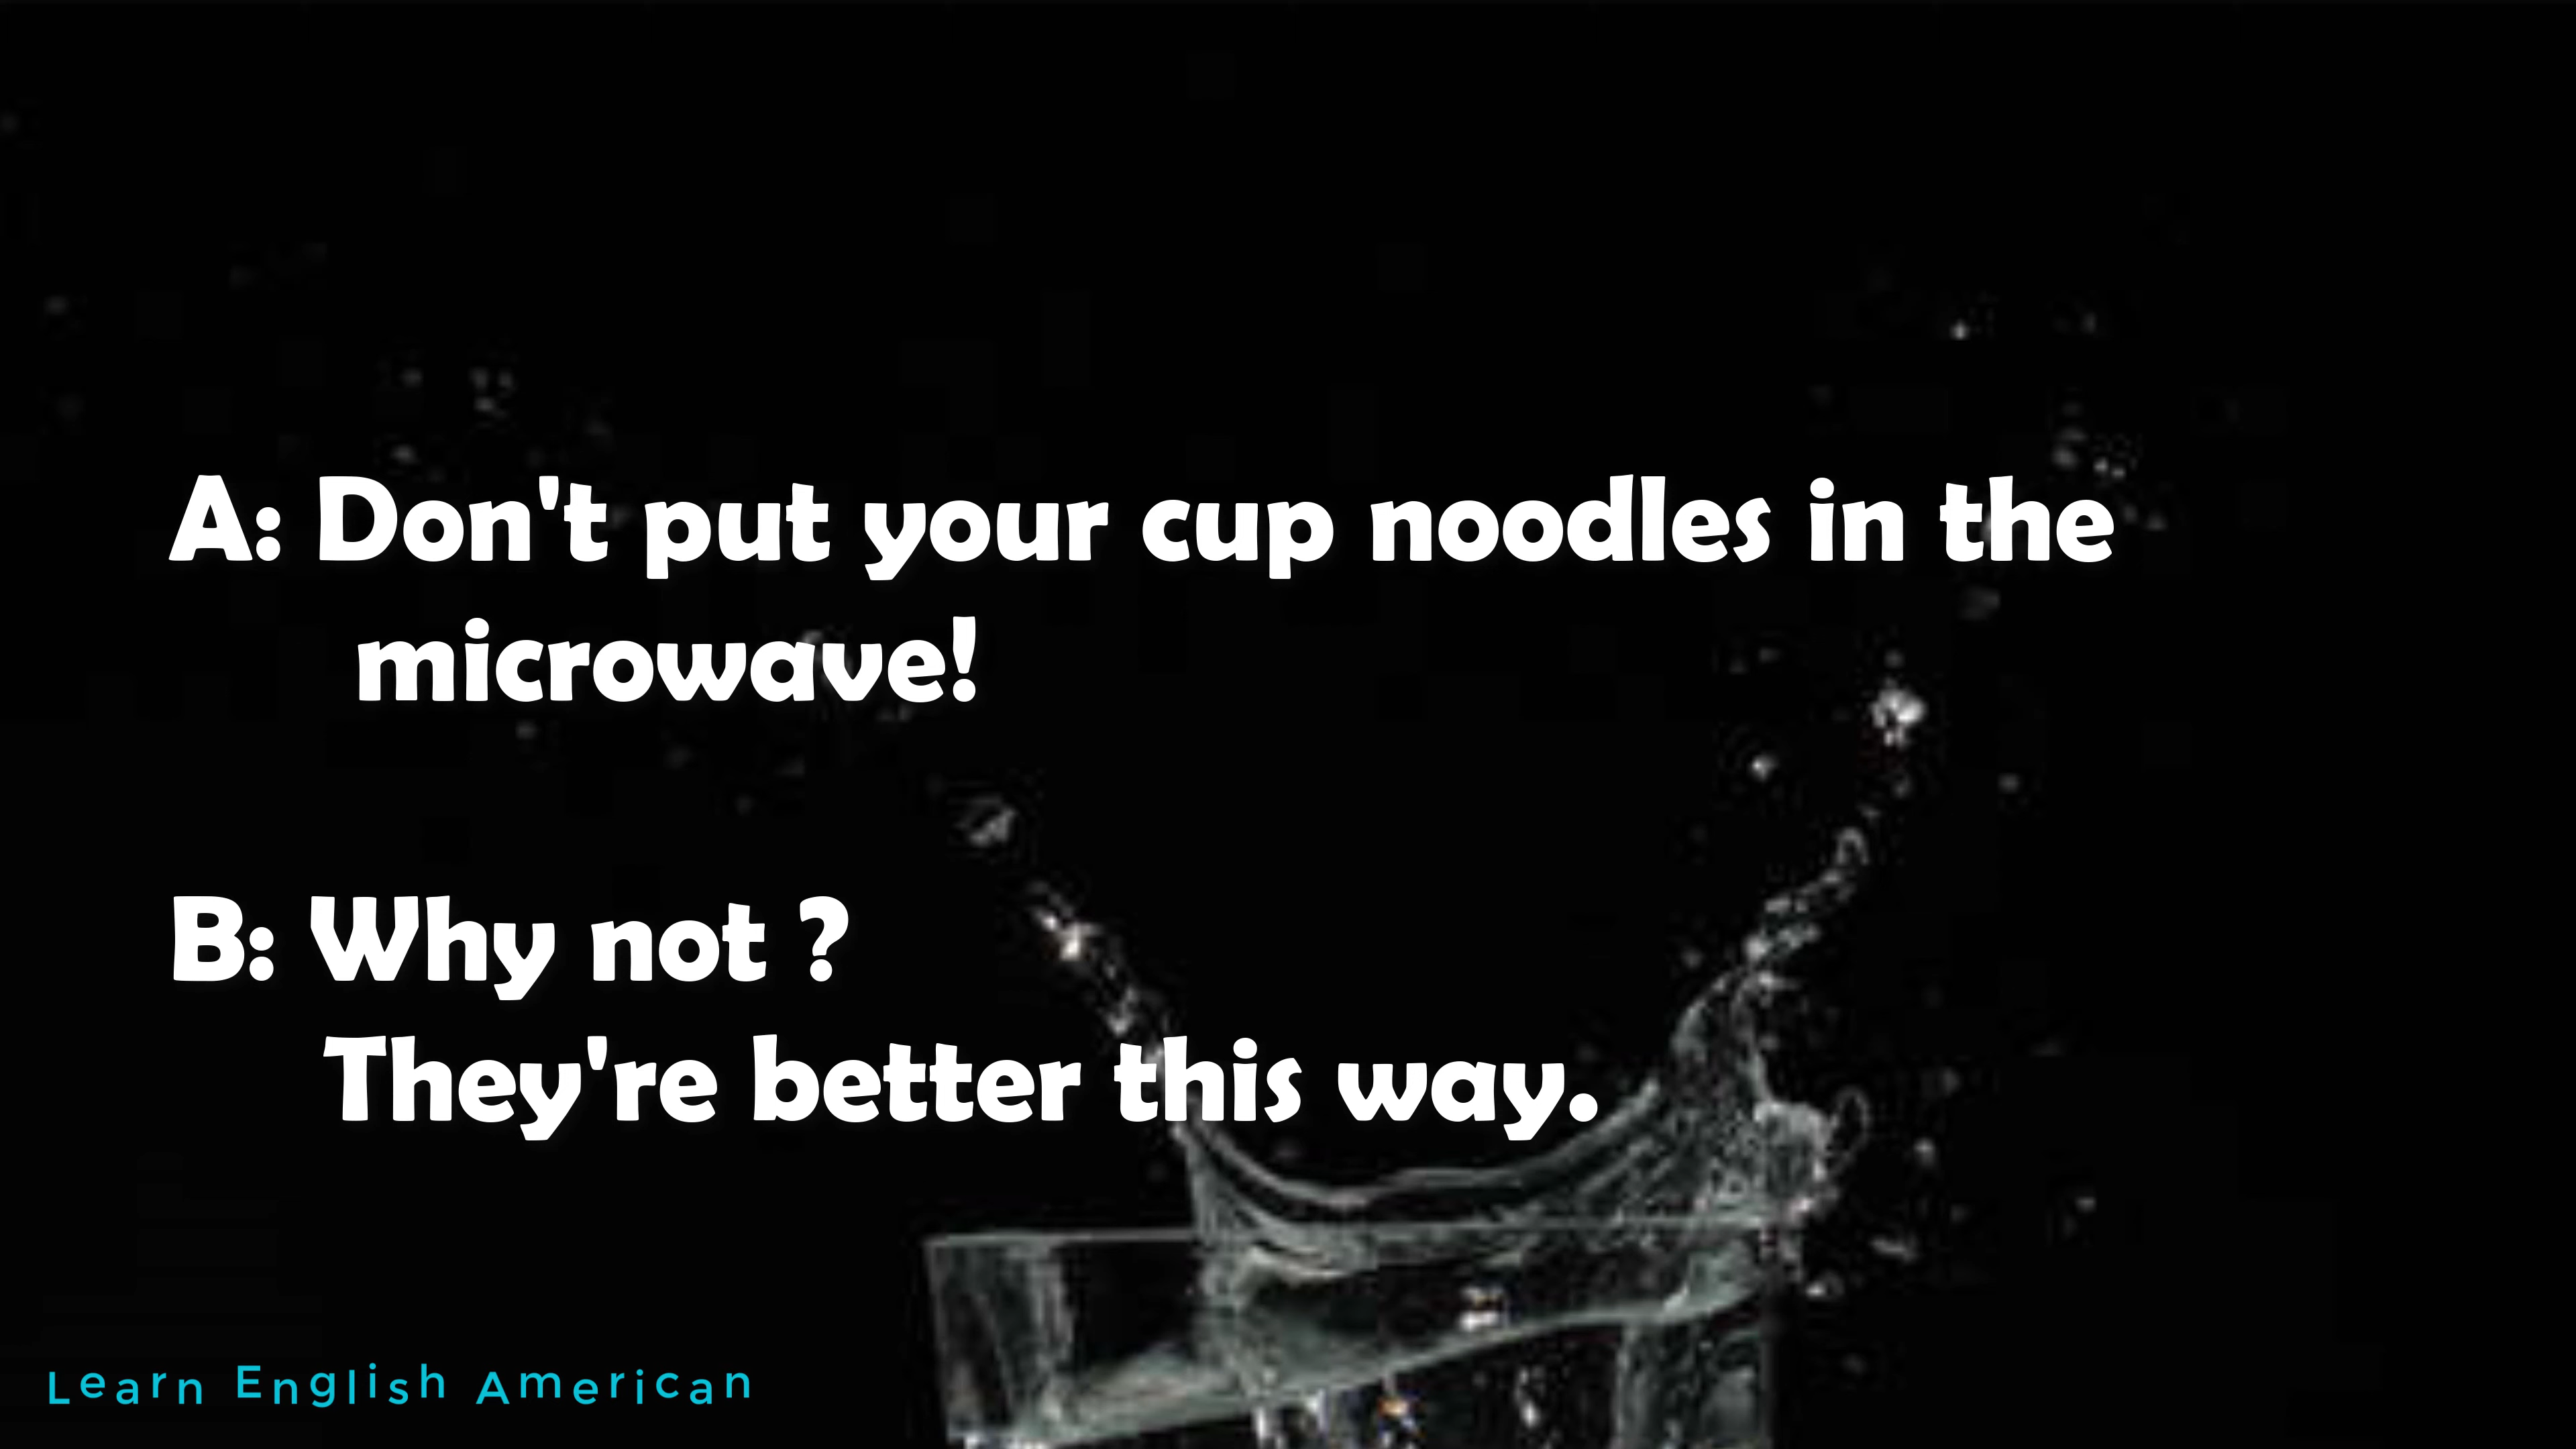 A: Don't put your cup noodles in the
microwave!
B: Why not ?
They're better this way.
Learn English American